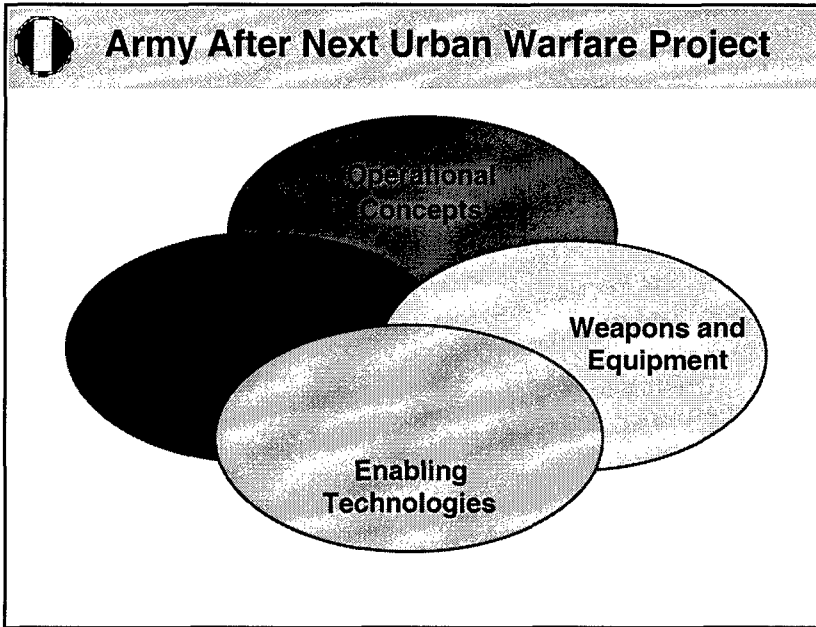 Army After Next Urban Warfare Project
Operational
Concepts
Weapons and
Equipment
Enabling
Technologies